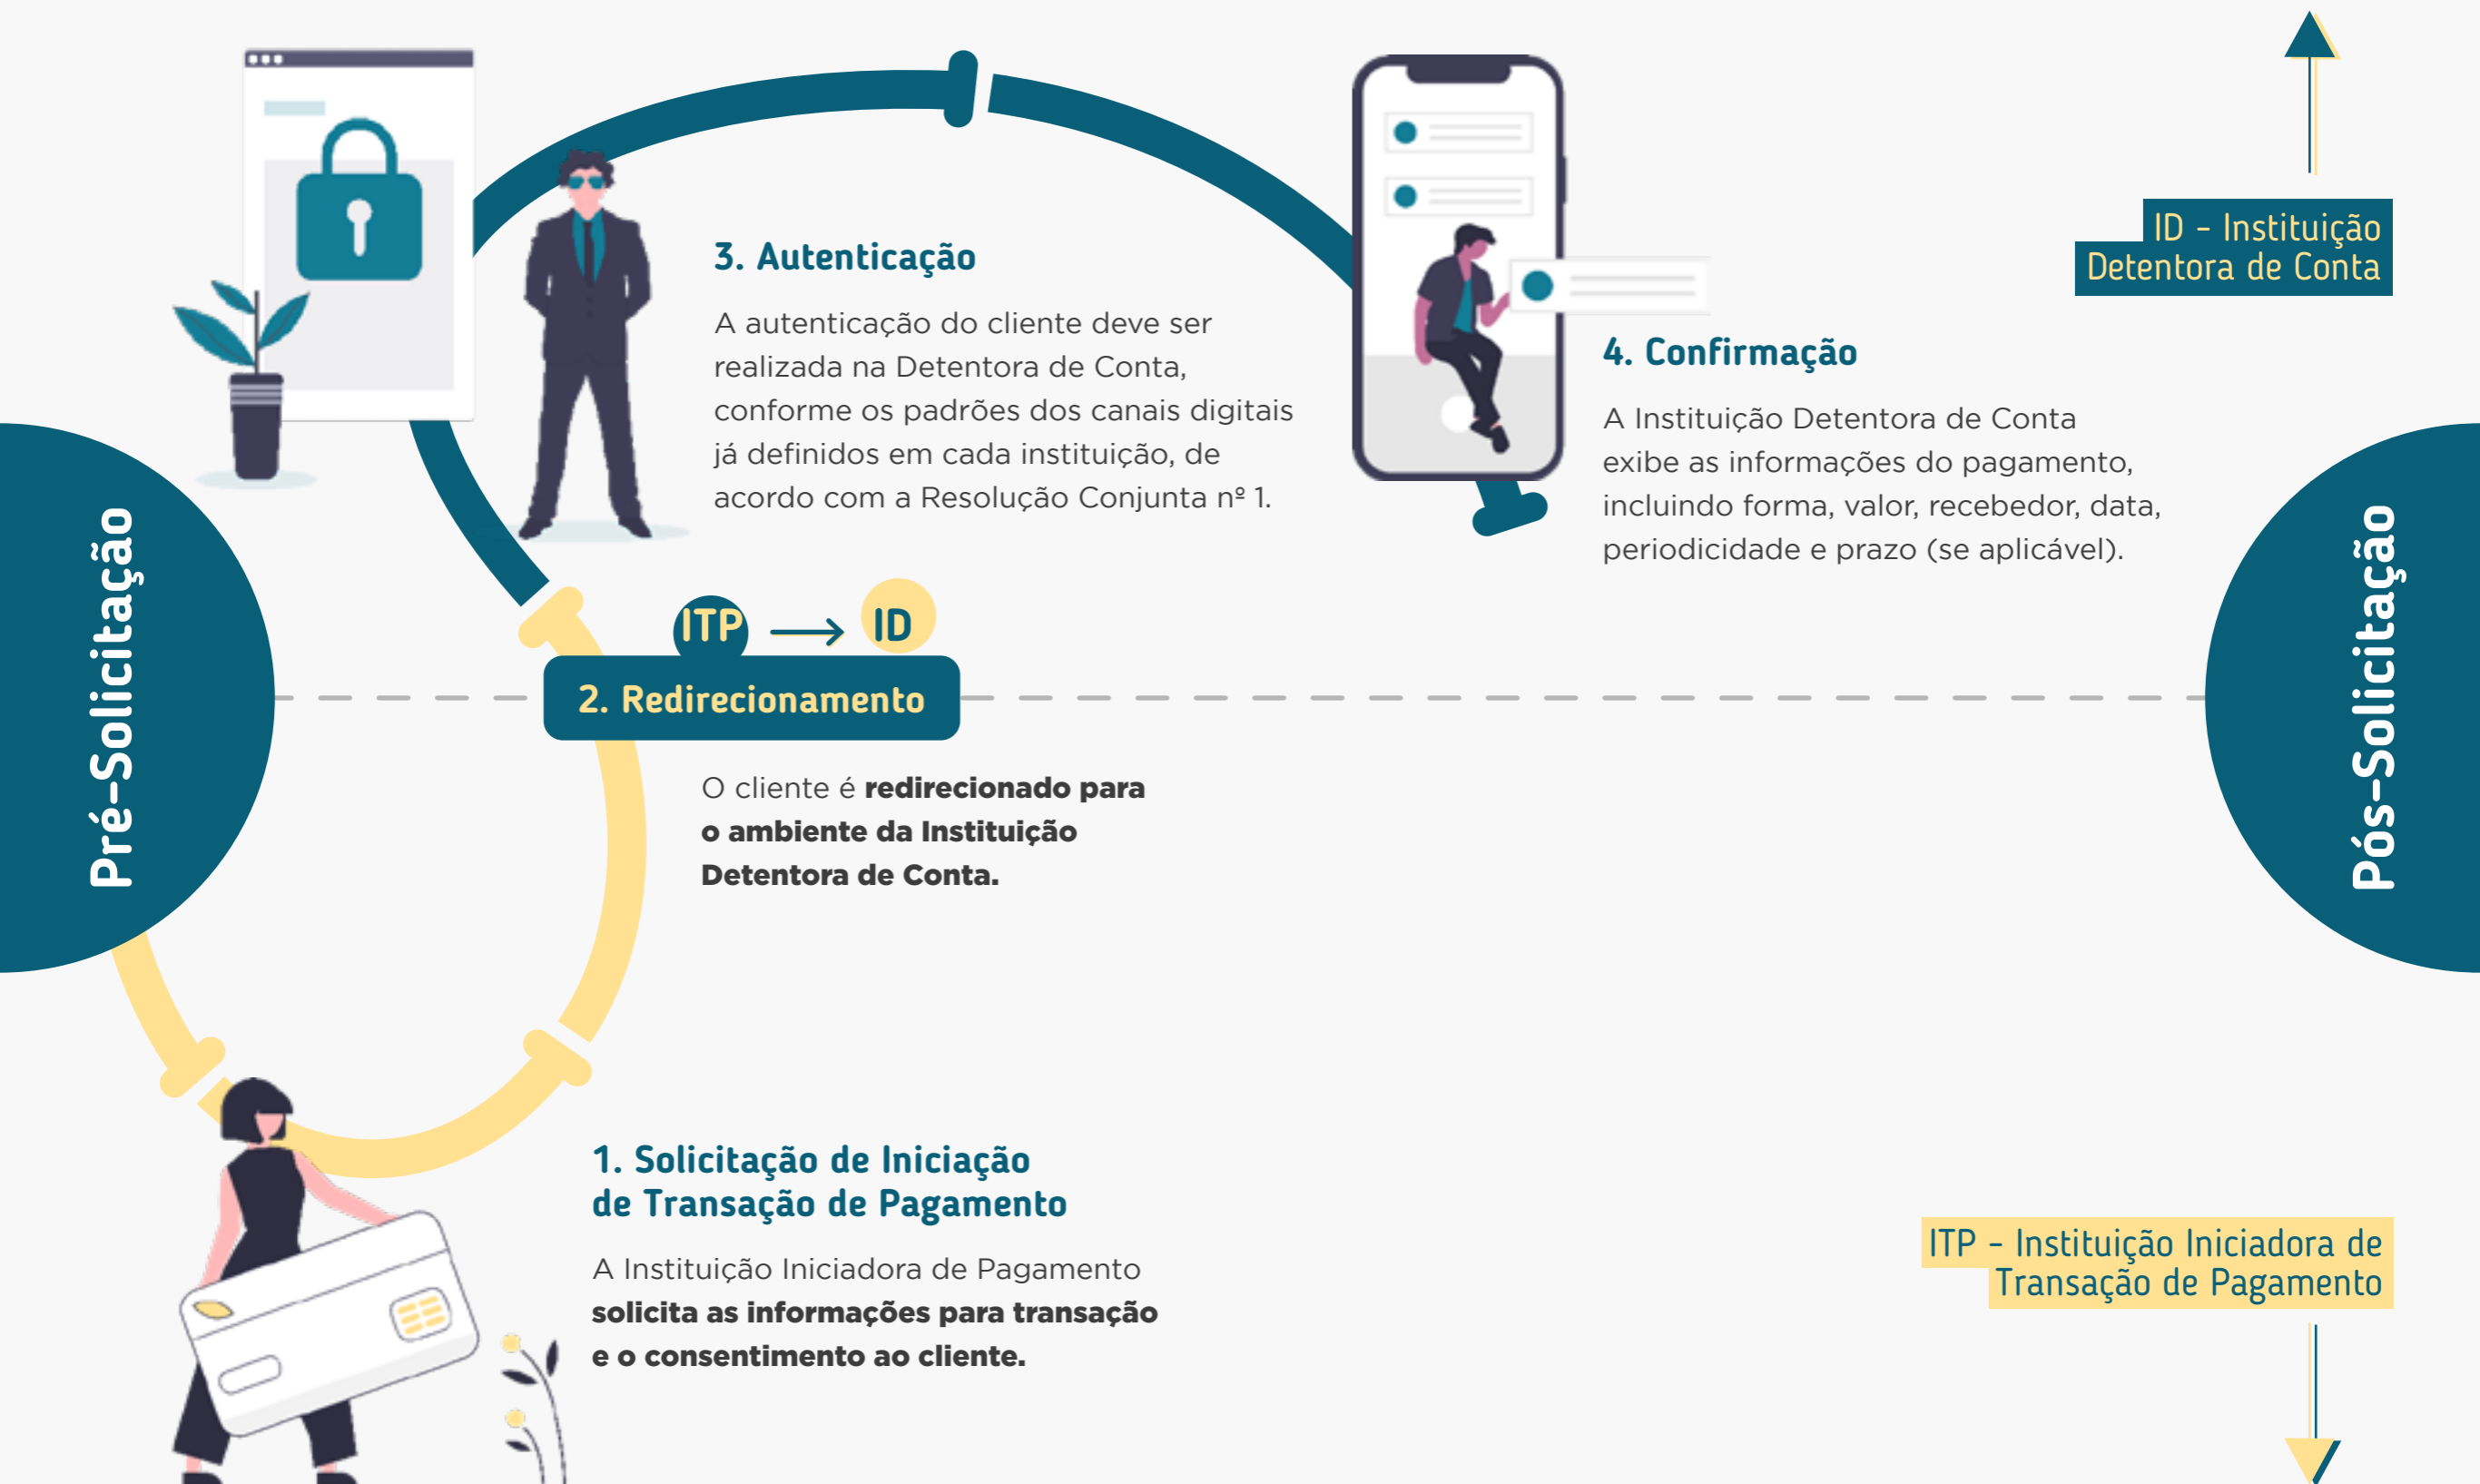 3. Autenticação
A autenticação do cliente deve ser
realizada na Detentora de Conta,
conforme os padrões dos canais digitais
já definidos em cada instituição, de
acordo com a Resolução Conjunta nº 1.
4. Confirmação
A Instituição Detentora de Conta
exibe as informações do pagamento,
incluindo forma, valor, recebedor, data,
periodicidade e prazo (se aplicável).
ID - Instituição
Detentora de Conta
Pré-Solicitação
ITP → ID
2. Redirecionamento
O cliente é redirecionado para
o ambiente da Instituição
Detentora de Conta.
Pós-Solicitação
1. Solicitação de Iniciação
de Transação de Pagamento
A Instituição Iniciadora de Pagamento
solicita as informações para transação
e o consentimento ao cliente.
ITP - Instituição Iniciadora de
Transação de Pagamento